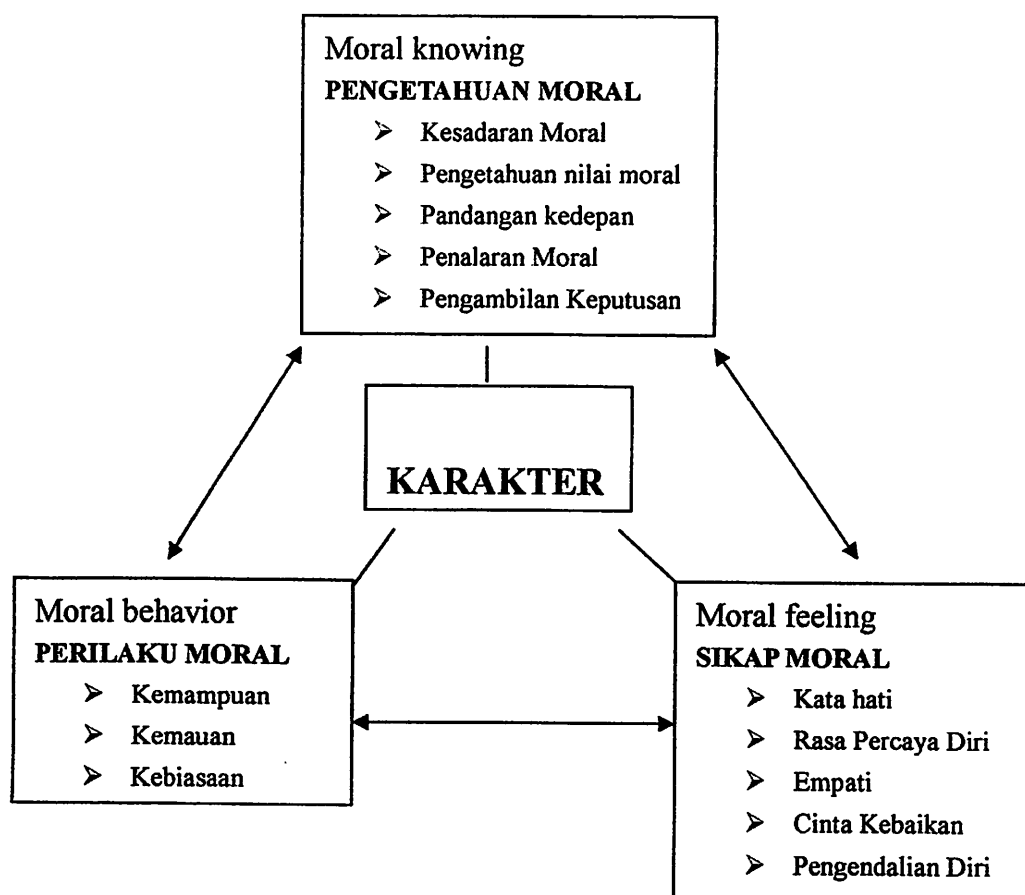 Moral knowing
PENGETAHUAN MORAL
➢ Kesadaran Moral
➢ Pengetahuan nilai moral
➢ Pandangan kedepan
➢ Penalaran Moral
➢ Pengambilan Keputusan
KARAKTER
Moral behavior
PERILAKU MORAL
➢ Kemampuan
➢ Kemauan
➢ Kebiasaan
Moral feeling
SIKAP MORAL
➢ Kata hati
➢ Rasa Percaya Diri
➢ Empati
➢ Cinta Kebaikan
➢ Pengendalian Diri